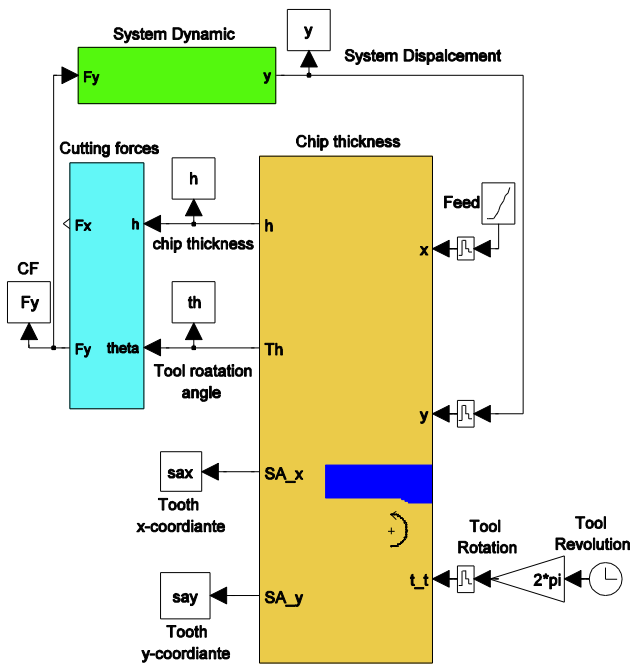 System Dynamic
y
System Dispalcement
Fy
y
Cutting forces
Chip thickness
h
Feed
Fx
h
h
chip thickness
x
CF
Fy
th
Fy
theta
Th
Tool roatation
angle
y
sax
SA_x
Tooth
x-coordiante
Tool
Rotation
Tool
Revolution
t_t
2*pi
say
SA_y
Tooth
y-coordiante